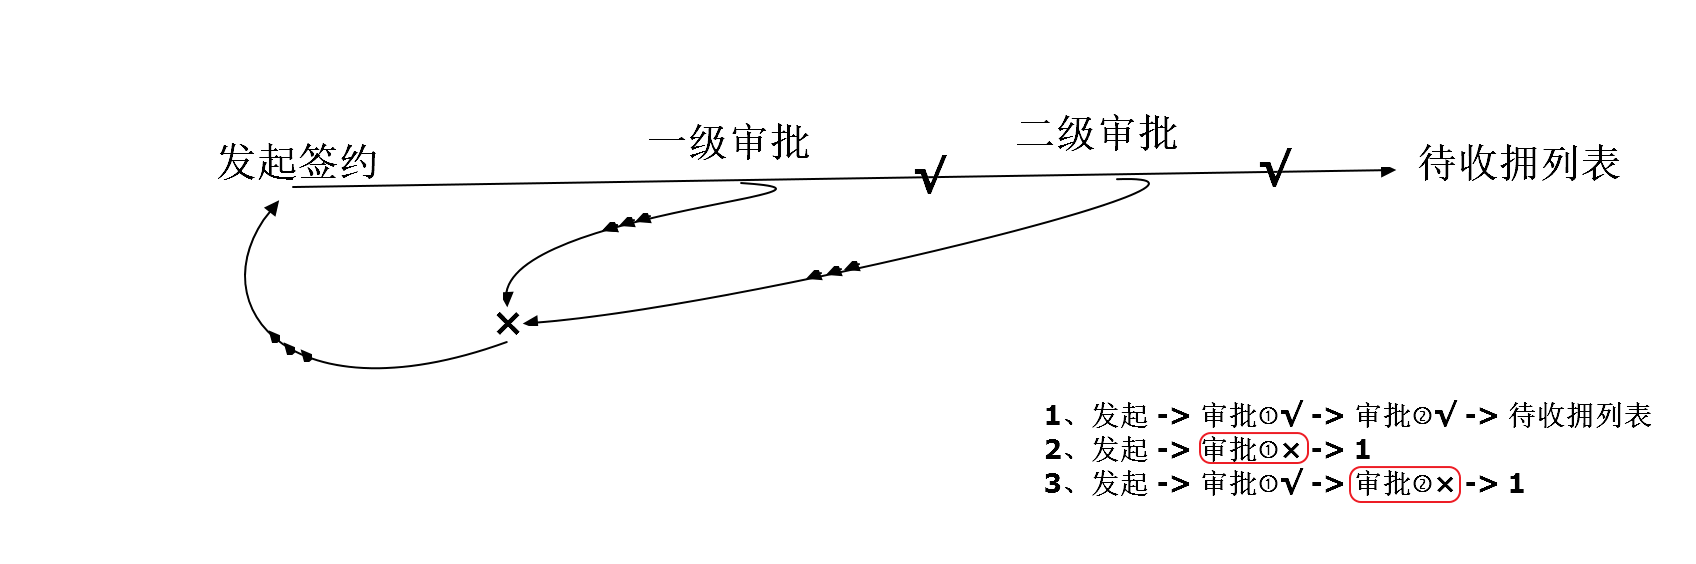 发起签约
一级审批
二级审批
待收拥列表
√
√
×
1、发起 -> 审批①√ -> 审批②√ -> 待收拥列表
2、发起 -> 审批①× -> 1
3、发起 -> 审批①√ -> 审批②× -> 1